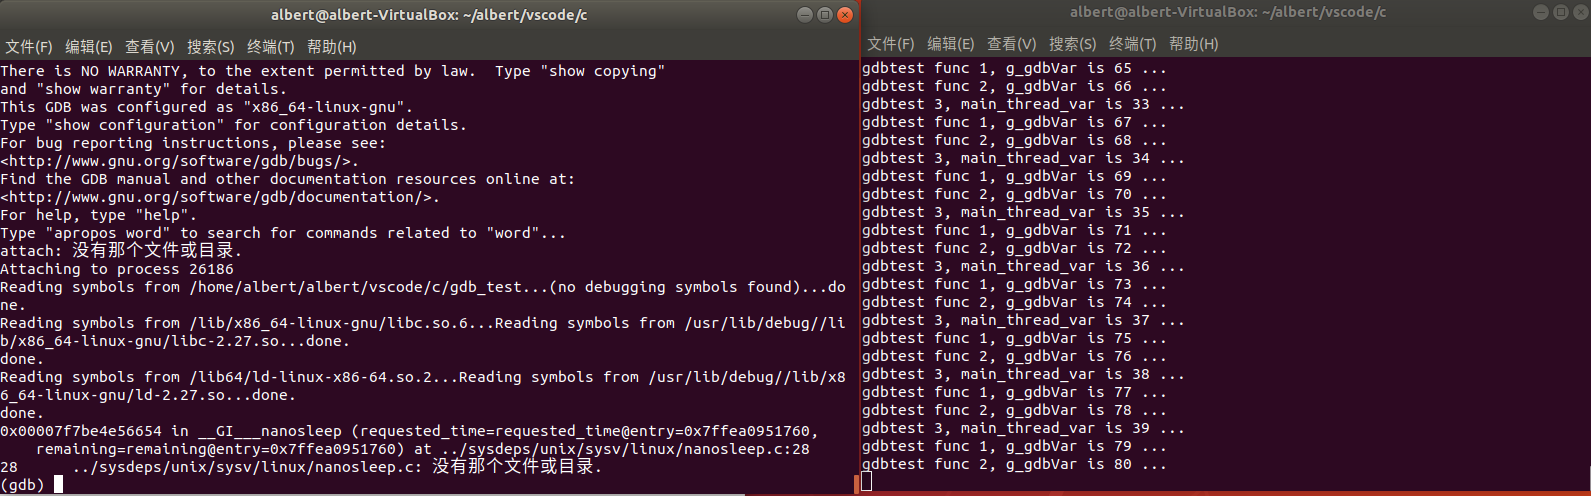 albert@albert-VirtualBox: ~/albert/vscode/c
文件(F) 编辑(E) 查看(V) 搜索(S) 终端(T) 帮助(H)
There is NO WARRANTY, to the extent permitted by law.  Type "show copying"
and "show warranty" for details.
This GDB was configured as "x86_64-linux-gnu".
Type "show configuration" for configuration details.
For bug reporting instructions, please see:
<http://www.gnu.org/software/gdb/bugs/>.
Find the GDB manual and other documentation resources online at:
<http://www.gnu.org/software/gdb/documentation/>.
For help, type "help".
Type "apropos word" to search for commands related to "word"...
attach: 没有那个文件或目录.
Attaching to process 26186
Reading symbols from /home/albert/albert/vscode/c/gdb_test...(no debugging symbols found)...do
ne.
Reading symbols from /lib/x86_64-linux-gnu/libc.so.6...Reading symbols from /usr/lib/debug//li
b/x86_64-linux-gnu/libc-2.27.so...done.
done.
Reading symbols from /lib64/ld-linux-x86-64.so.2...Reading symbols from /usr/lib/debug//lib/x8
6_64-linux-gnu/ld-2.27.so...done.
done.
0x00007f7be4e56654 in __GI___nanosleep (requested_time=requested_time@entry=0x7ffea0951760,
    remaining=remaining@entry=0x7ffea0951760) at ../sysdeps/unix/sysv/linux/nanosleep.c:28
28      ../sysdeps/unix/sysv/linux/nanosleep.c: 没有那个文件或目录.
(gdb)
albert@albert-VirtualBox: ~/albert/vscode/c
文件(F) 编辑(E) 查看(V) 搜索(S) 终端(T) 帮助(H)
gdbtest func 1, g_gdbVar is 65 ...
gdbtest func 2, g_gdbVar is 66 ...
gdbtest 3, main_thread_var is 33 ...
gdbtest func 1, g_gdbVar is 67 ...
gdbtest func 2, g_gdbVar is 68 ...
gdbtest 3, main_thread_var is 34 ...
gdbtest func 1, g_gdbVar is 69 ...
gdbtest func 2, g_gdbVar is 70 ...
gdbtest 3, main_thread_var is 35 ...
gdbtest func 1, g_gdbVar is 71 ...
gdbtest func 2, g_gdbVar is 72 ...
gdbtest 3, main_thread_var is 36 ...
gdbtest func 1, g_gdbVar is 73 ...
gdbtest func 2, g_gdbVar is 74 ...
gdbtest 3, main_thread_var is 37 ...
gdbtest func 1, g_gdbVar is 75 ...
gdbtest func 2, g_gdbVar is 76 ...
gdbtest 3, main_thread_var is 38 ...
gdbtest func 1, g_gdbVar is 77 ...
gdbtest func 2, g_gdbVar is 78 ...
gdbtest 3, main_thread_var is 39 ...
gdbtest func 1, g_gdbVar is 79 ...
gdbtest func 2, g_gdbVar is 80 ...